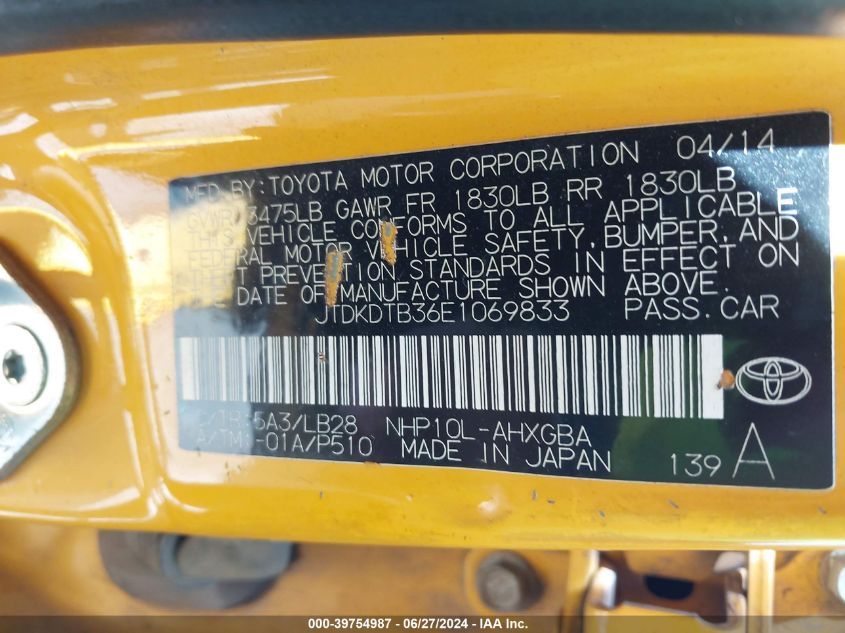 MFD BY: TOYOTA MOTOR CORPORATION 04/14
GVWR 3475LB GAWR FR 1830LB RR 1830LB
THIS VEHICLE CONFORMS TO ALL APPLICABLE
FEDERAL MOTOR VEHICLE SAFETY, BUMPER, AND
THEFT PREVENTION STANDARDS IN EFFECT ON
THE DATE OF MANUFACTURE SHOWN ABOVE.
JTDKDTB36E1069833 PASS. CAR
C/TR: 5A3/LB28 NHP10L-AHXGBA
A/TM: -01A/P510 MADE IN JAPAN 139 A
000-39754987 - 06/27/2024 - IAA Inc.